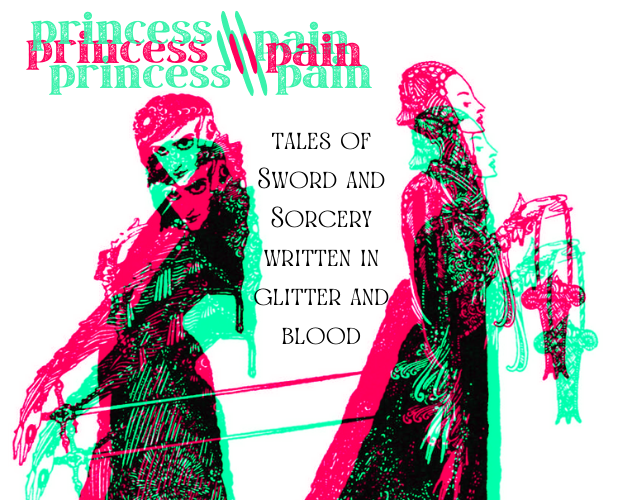 princess \\ pain
princess \\ pain
princess \\ pain
tales of
Sword and
Sorcery
written in
glitter and
blood